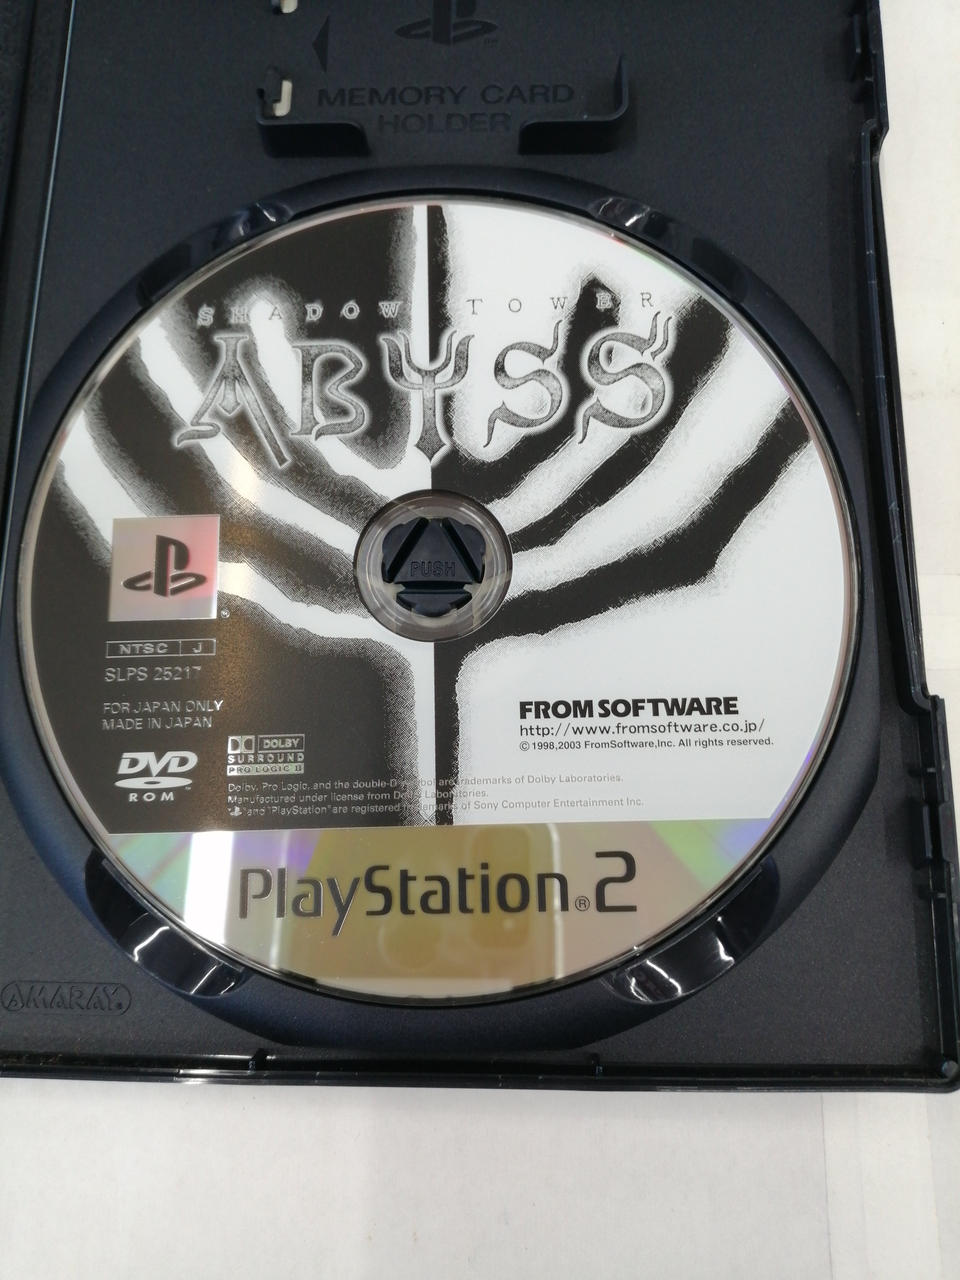 MEMORY CARD
HOLDER
SHADOW TOWER
ABYSS
PUSH
NTSC J
SLPS 25217
FOR JAPAN ONLY
MADE IN JAPAN
DVD
ROM
DOLBY
SURROUND
PRO LOGIC II
FROM SOFTWARE
http://www.fromsoftware.co.jp/
© 1998,2003 FromSoftware,Inc. All rights reserved.
Dolby, Pro Logic, and the double-D symbol are trademarks of Dolby Laboratories.
Manufactured under license from Dolby Laboratories.
"and "PlayStation" are registered trademarks of Sony Computer Entertainment Inc.
PlayStation®2
AMARAY®